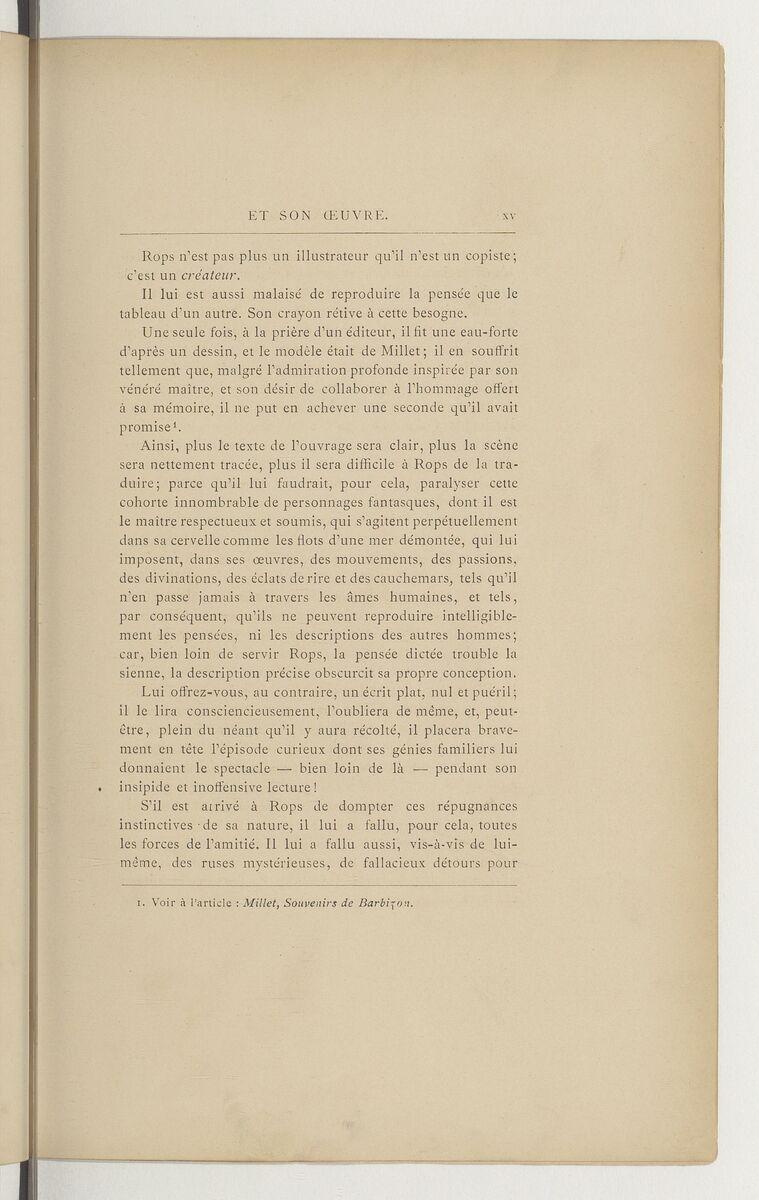 ET SON ŒUVRE. xv
Rops n'est pas plus un illustrateur qu'il n'est un copiste;
c'est un créateur.
Il lui est aussi malaisé de reproduire la pensée que le
tableau d'un autre. Son crayon rétive à cette besogne.
Une seule fois, à la prière d'un éditeur, il fit une eau-forte
d'après un dessin, et le modèle était de Millet; il en souffrit
tellement que, malgré l'admiration profonde inspirée par son
vénéré maître, et son désir de collaborer à l'hommage offert
à sa mémoire, il ne put en achever une seconde qu'il avait
promise¹.
Ainsi, plus le texte de l'ouvrage sera clair, plus la scène
sera nettement tracée, plus il sera difficile à Rops de la tra-
duire; parce qu'il lui faudrait, pour cela, paralyser cette
cohorte innombrable de personnages fantasques, dont il est
le maître respectueux et soumis, qui s'agitent perpétuellement
dans sa cervelle comme les flots d'une mer démontée, qui lui
imposent, dans ses œuvres, des mouvements, des passions,
des divinations, des éclats de rire et des cauchemars, tels qu'il
n'en passe jamais à travers les âmes humaines, et tels,
par conséquent, qu'ils ne peuvent reproduire intelligible-
ment les pensées, ni les descriptions des autres hommes;
car, bien loin de servir Rops, la pensée dictée trouble la
sienne, la description précise obscurcit sa propre conception.
Lui offrez-vous, au contraire, un écrit plat, nul et puéril;
il le lira consciencieusement, l'oubliera de même, et, peut-
être, plein du néant qu'il y aura récolté, il placera brave-
ment en tête l'épisode curieux dont ses génies familiers lui
donnaient le spectacle — bien loin de là — pendant son
insipide et inoffensive lecture!
S'il est arrivé à Rops de dompter ces répugnances
instinctives de sa nature, il lui a fallu, pour cela, toutes
les forces de l'amitié. Il lui a fallu aussi, vis-à-vis de lui-
même, des ruses mystérieuses, de fallacieux détours pour
1. Voir à l'article : Millet, Souvenirs de Barbizon.